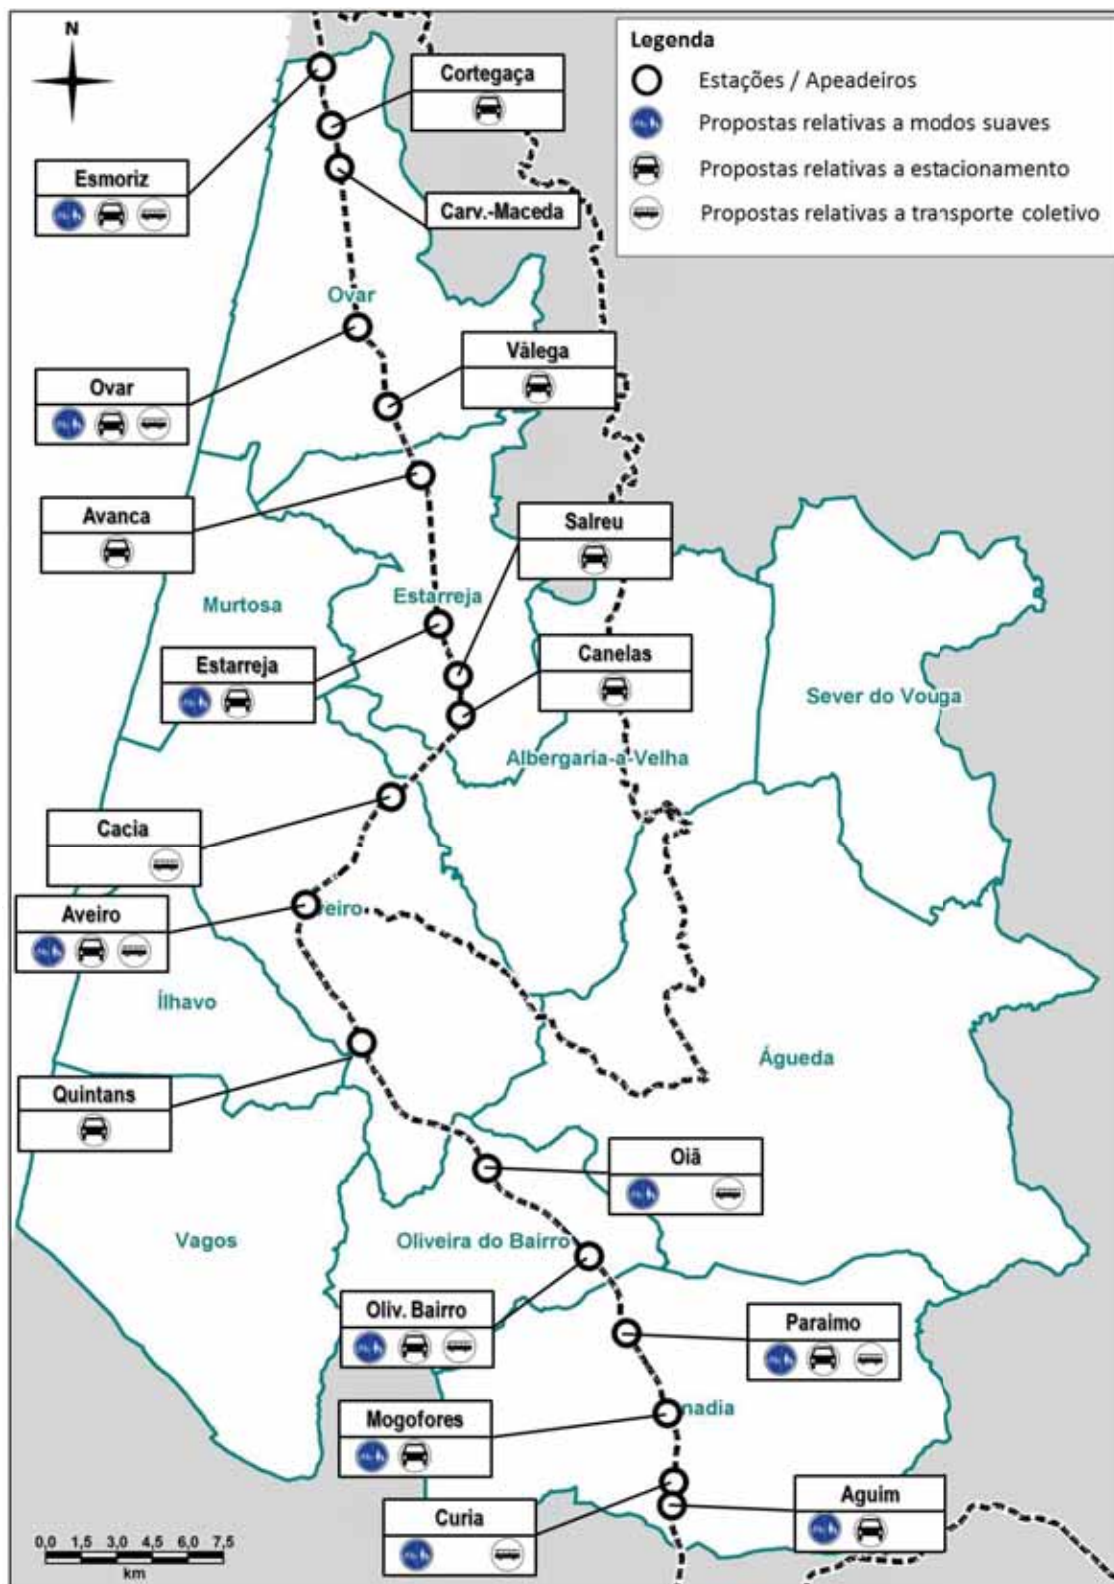 N
Legenda
Estações / Apeadeiros
Propostas relativas a modos suaves
Propostas relativas a estacionamento
Propostas relativas a transporte coletivo
Cortegaça
Esmoriz
Carv.-Maceda
Ovar
Válega
Ovar
Avanca
Salreu
Murtosa
Estarreja
Estarreja
Canelas
Sever do Vouga
Albergaria-a-Velha
Cacia
Aveiro
veiro
Ílhavo
Águeda
Quintans
Oiã
Vagos
Oliveira do Bairro
Oliv. Bairro
Paraimo
Mogofores
nadia
Curia
Aguim
0,0 1,5 3,0 4,5 6,0 7,5
km